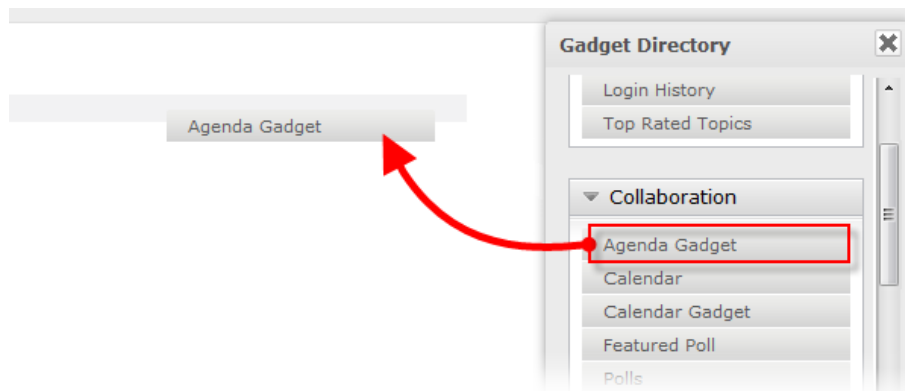 Gadget Directory
Login History
Top Rated Topics
Agenda Gadget
Collaboration
Agenda Gadget
Calendar
Calendar Gadget
Featured Poll
Polls